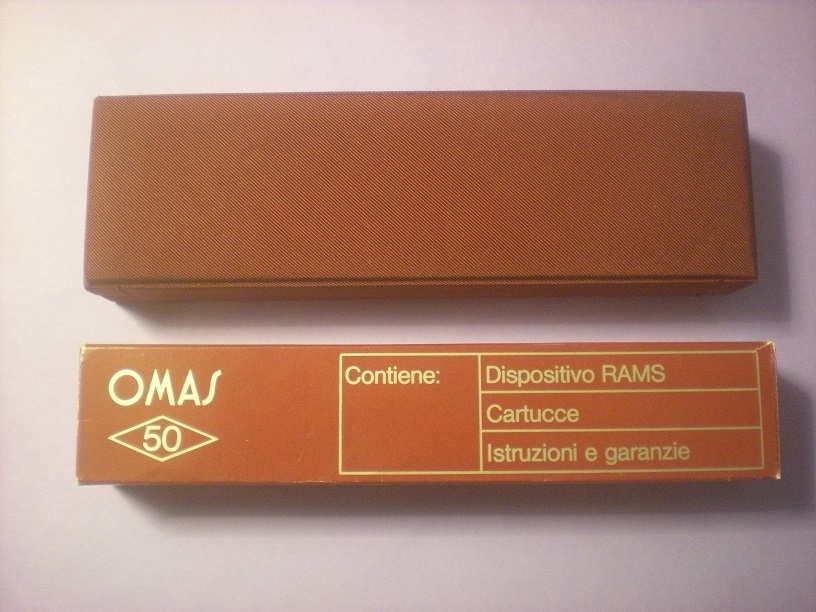 OMAS
50
Contiene:
Dispositivo RAMS
Cartucce
Istruzioni e garanzie